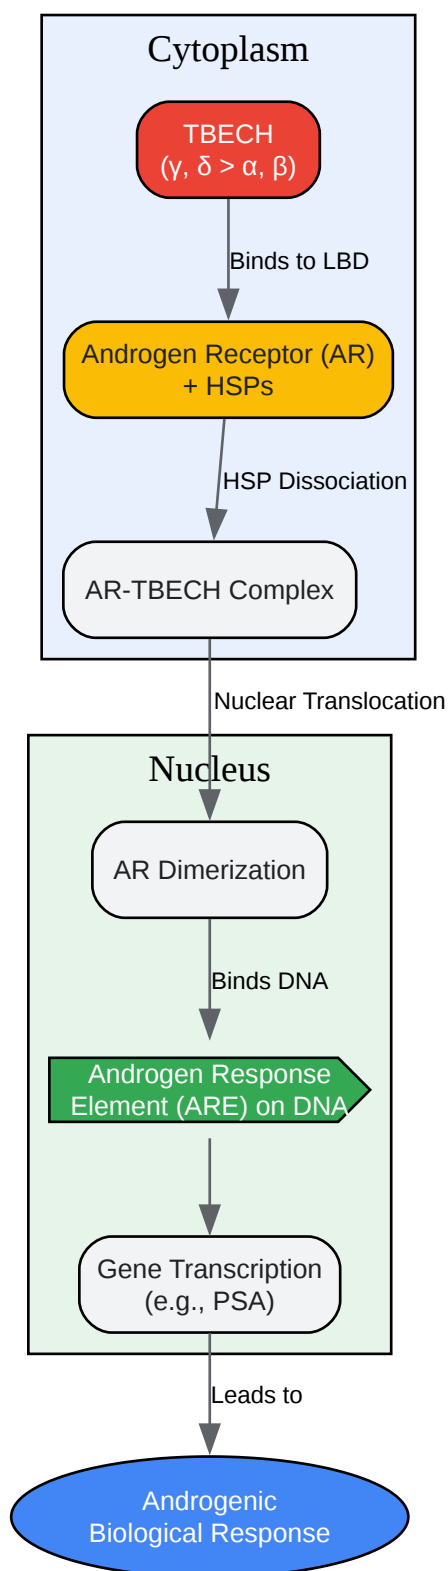 Cytoplasm
TBECH
(γ, δ > α, β)
Binds to LBD
Androgen Receptor (AR)
+ HSPs
HSP Dissociation
AR-TBECH Complex
Nuclear Translocation
Nucleus
AR Dimerization
Binds DNA
Androgen Response
Element (ARE) on DNA
Gene Transcription
(e.g., PSA)
Leads to
Androgenic
Biological Response